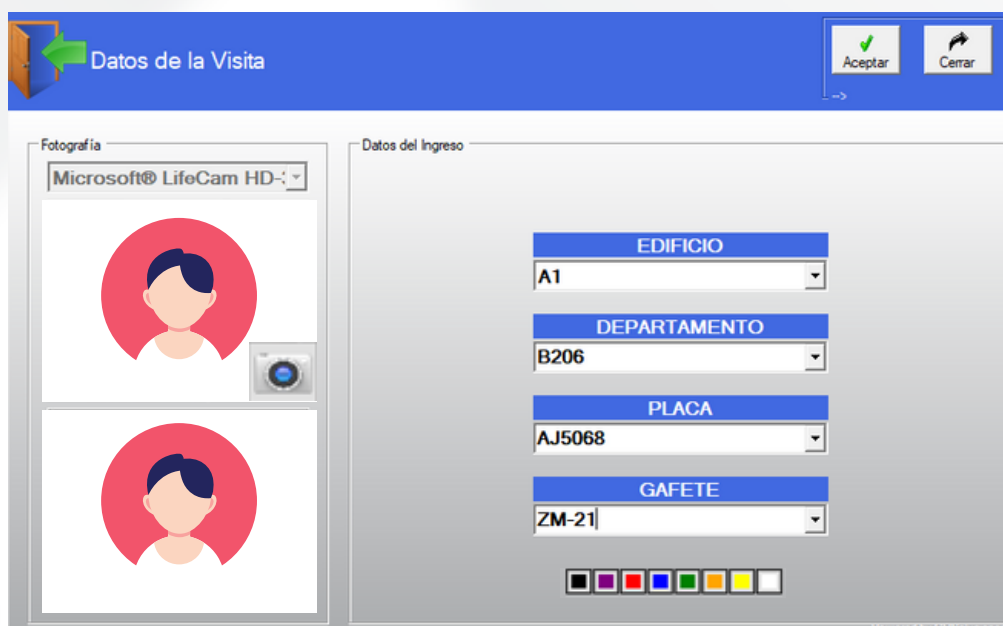 Datos de la Visita
Aceptar
Cerrar
-->
Fotografía
Microsoft® LifeCam HD-
Datos del Ingreso
EDIFICIO
A1
DEPARTAMENTO
B206
PLACA
AJ5068
GAFETE
ZM-21